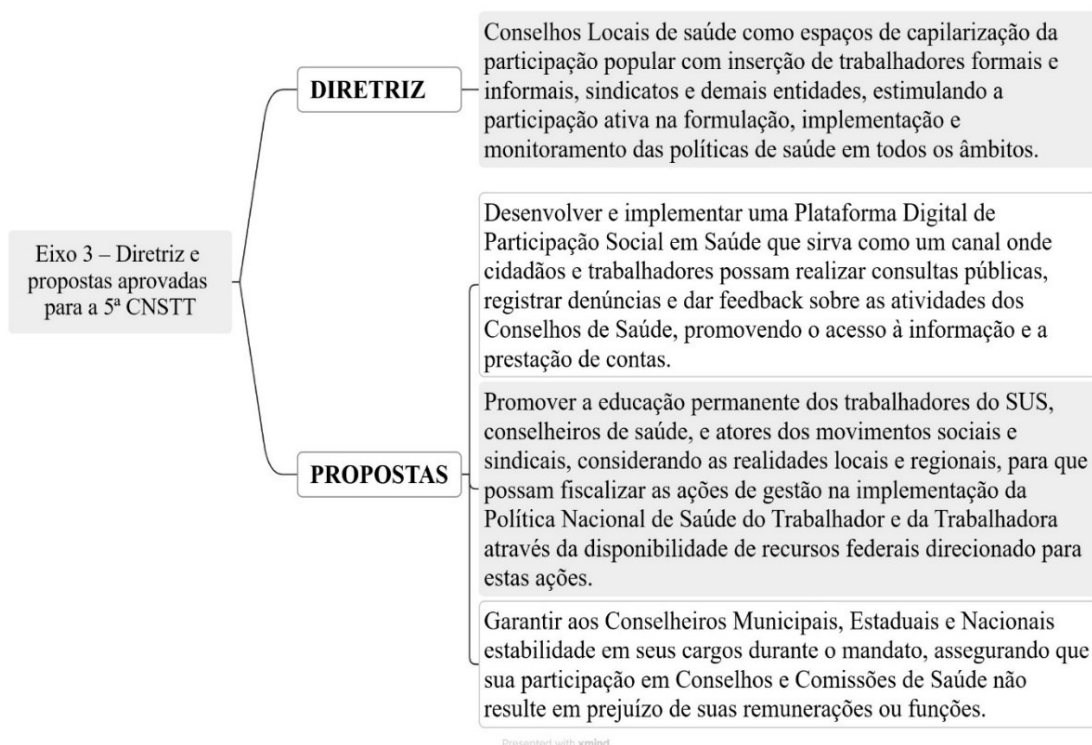 Eixo 3 – Diretriz e
propostas aprovadas
para a 5ª CNSTT
DIRETRIZ
Conselhos Locais de saúde como espaços de capilarização da
participação popular com inserção de trabalhadores formais e
informais, sindicatos e demais entidades, estimulando a
participação ativa na formulação, implementação e
monitoramento das políticas de saúde em todos os âmbitos.
PROPOSTAS
Desenvolver e implementar uma Plataforma Digital de
Participação Social em Saúde que sirva como um canal onde
cidadãos e trabalhadores possam realizar consultas públicas,
registrar denúncias e dar feedback sobre as atividades dos
Conselhos de Saúde, promovendo o acesso à informação e a
prestação de contas.
Promover a educação permanente dos trabalhadores do SUS,
conselheiros de saúde, e atores dos movimentos sociais e
sindicais, considerando as realidades locais e regionais, para que
possam fiscalizar as ações de gestão na implementação da
Política Nacional de Saúde do Trabalhador e da Trabalhadora
através da disponibilidade de recursos federais direcionado para
estas ações.
Garantir aos Conselheiros Municipais, Estaduais e Nacionais
estabilidade em seus cargos durante o mandato, assegurando que
sua participação em Conselhos e Comissões de Saúde não
resulte em prejuízo de suas remunerações ou funções.
Presented with xmind